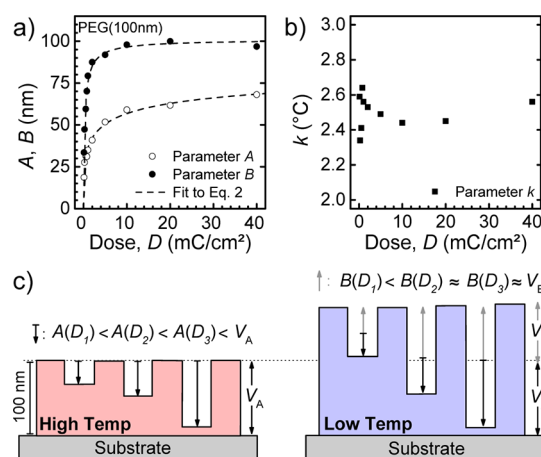 a)
PEG(100nm)
A, B (nm)
100
75
50
25
0
Parameter A
Parameter B
Fit to Eq. 2
0 10 20 30 40
Dose, D (mC/cm²)
b)
k (°C)
3.0
2.8
2.6
2.4
2.2
2.0
Parameter k
0 10 20 30 40
Dose, D (mC/cm²)
c)
: A(D₁) < A(D₂) < A(D₃) < V_A
100 nm
V_A
High Temp
Substrate
: B(D₁) < B(D₂) ≈ B(D₃) ≈ V
V
V
Low Temp
Substrate